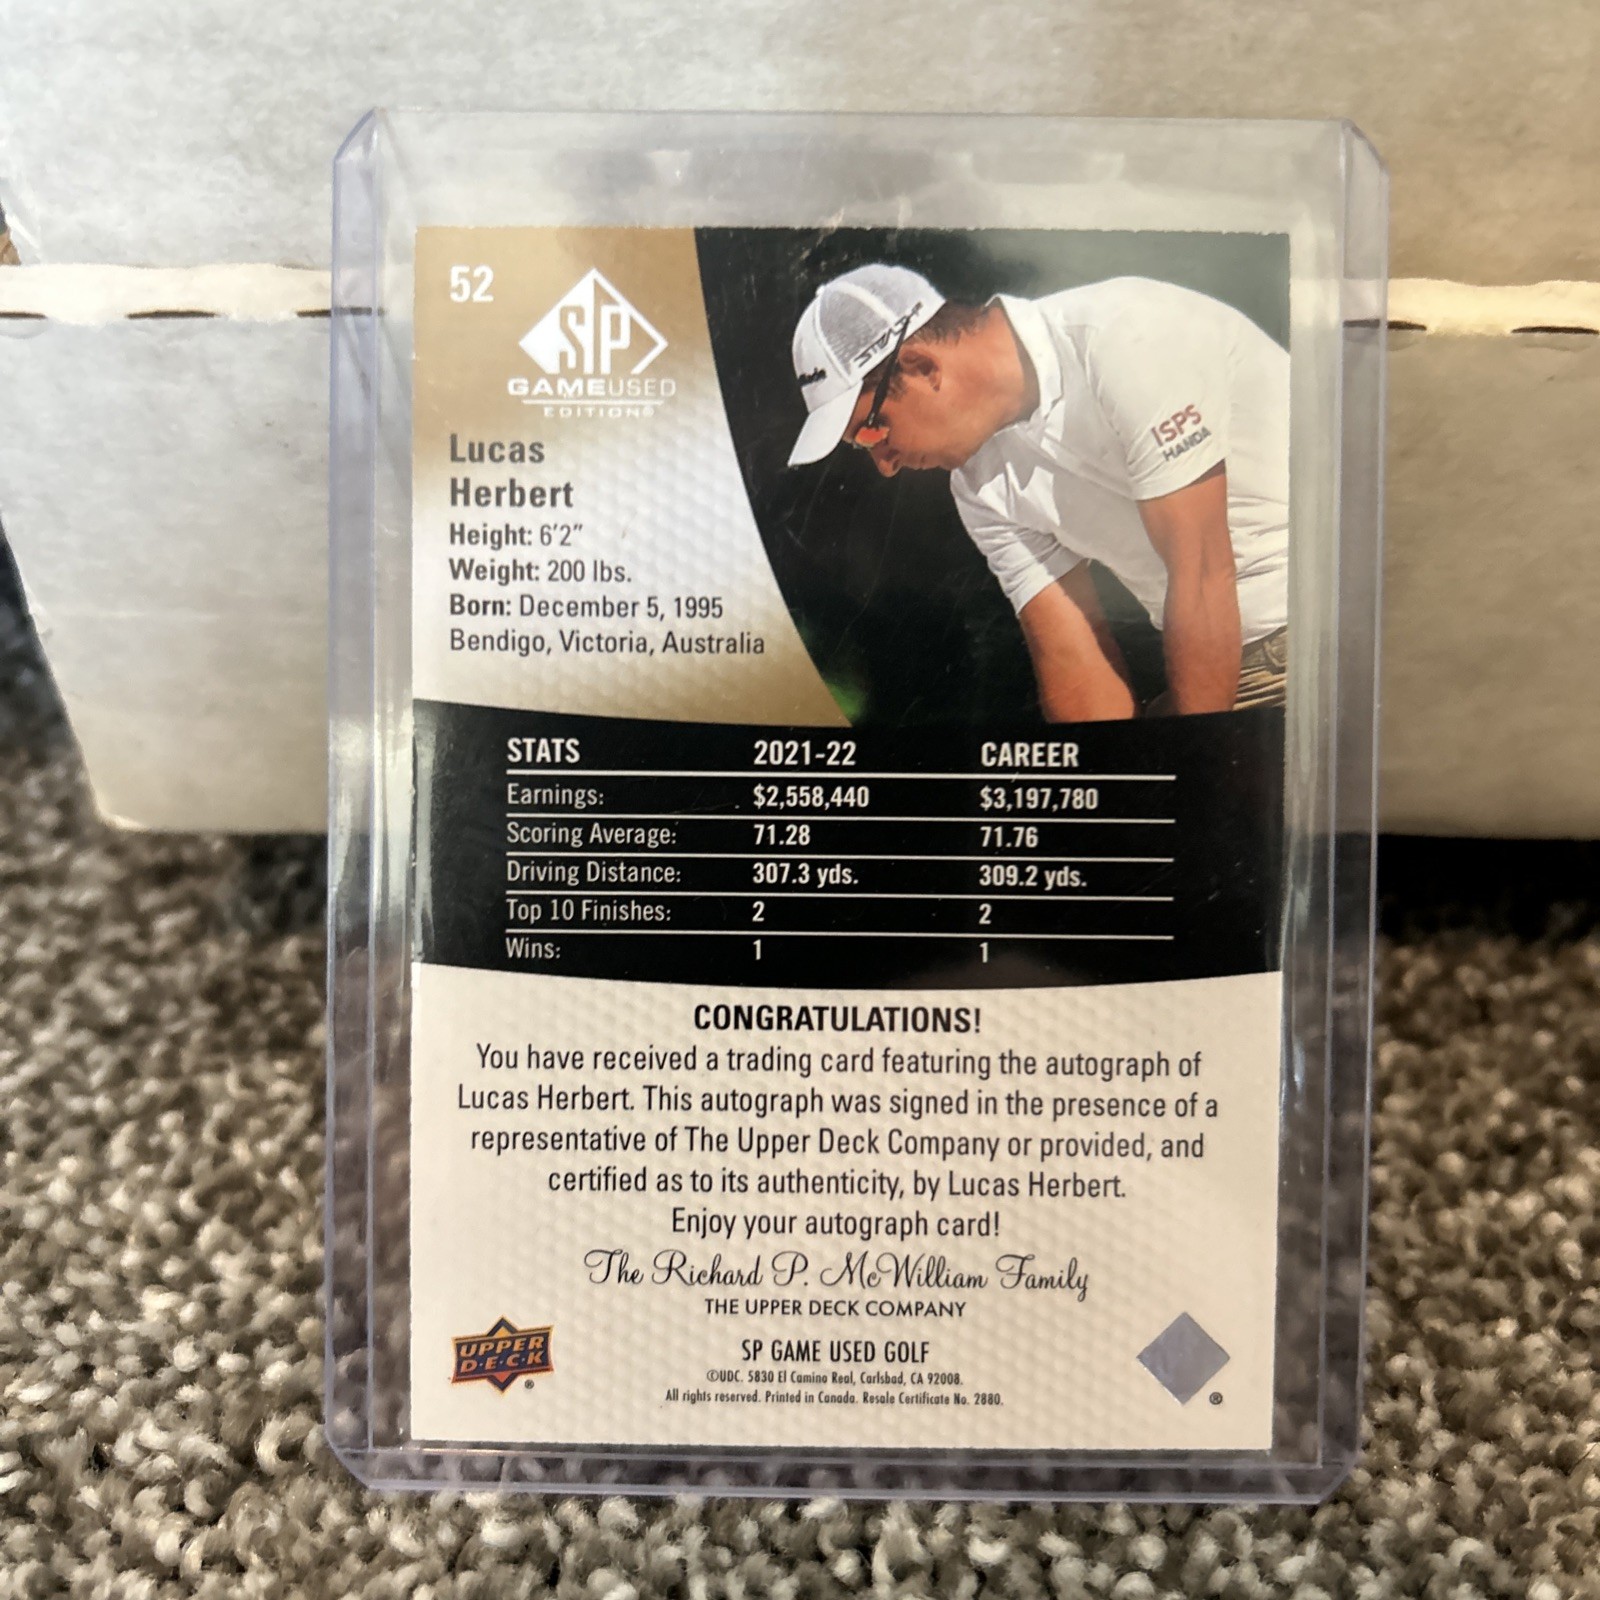 52
SP
GAMEUSED
EDITION®
Lucas
Herbert
Height: 6'2"
Weight: 200 lbs.
Born: December 5, 1995
Bendigo, Victoria, Australia
STEALTH
ISPS
HANDA
STATS 2021-22 CAREER
Earnings: $2,558,440 $3,197,780
Scoring Average: 71.28 71.76
Driving Distance: 307.3 yds. 309.2 yds.
Top 10 Finishes: 2 2
Wins: 1 1
CONGRATULATIONS!
You have received a trading card featuring the autograph of
Lucas Herbert. This autograph was signed in the presence of a
representative of The Upper Deck Company or provided, and
certified as to its authenticity, by Lucas Herbert.
Enjoy your autograph card!
The Richard P. McWilliam Family
THE UPPER DECK COMPANY
UPPER
D·E·C·K
®
SP GAME USED GOLF
©UDC. 5830 El Camino Real, Carlsbad, CA 92008.
All rights reserved. Printed in Canada. Resale Certificate No. 2880.
®